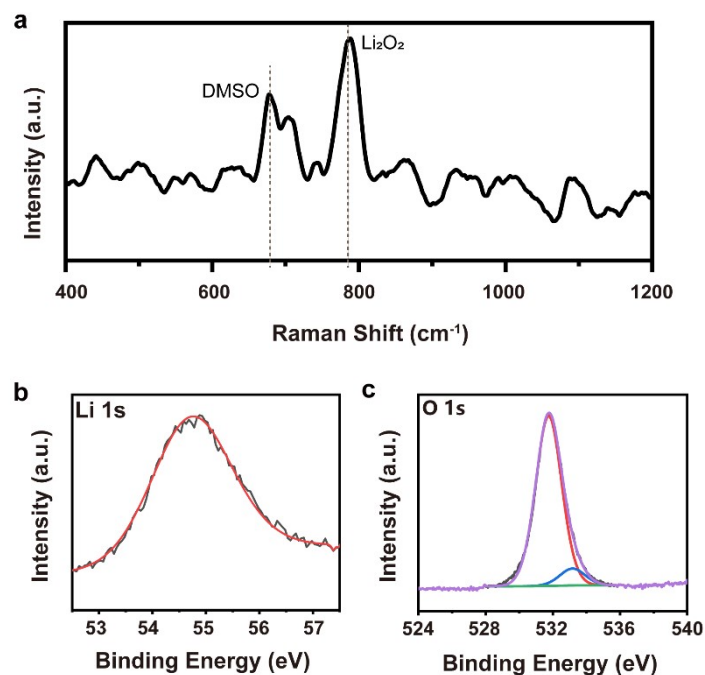 a
Li₂O₂
DMSO
Intensity (a.u.)
400 600 800 1000 1200
Raman Shift (cm⁻¹)
b
Li 1s
Intensity (a.u.)
53 54 55 56 57
Binding Energy (eV)
c
O 1s
Intensity (a.u.)
524 528 532 536 540
Binding Energy (eV)